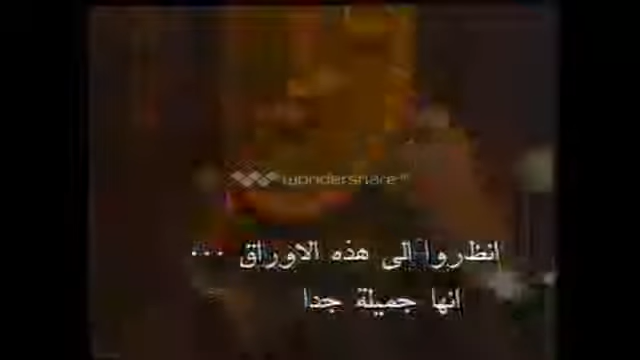 wondershare
انظروا الى هذه الاوراق ...
انها جميلة جدا